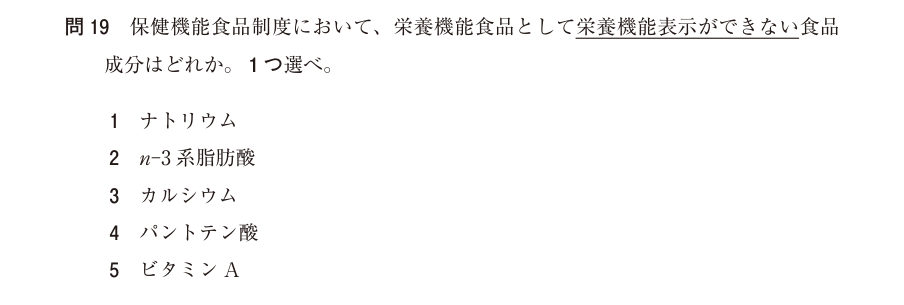 問 19　保健機能食品制度において、栄養機能食品として栄養機能表示ができない食品
成分はどれか。1つ選べ。
1　ナトリウム
2　n-3 系脂肪酸
3　カルシウム
4　パントテン酸
5　ビタミン A